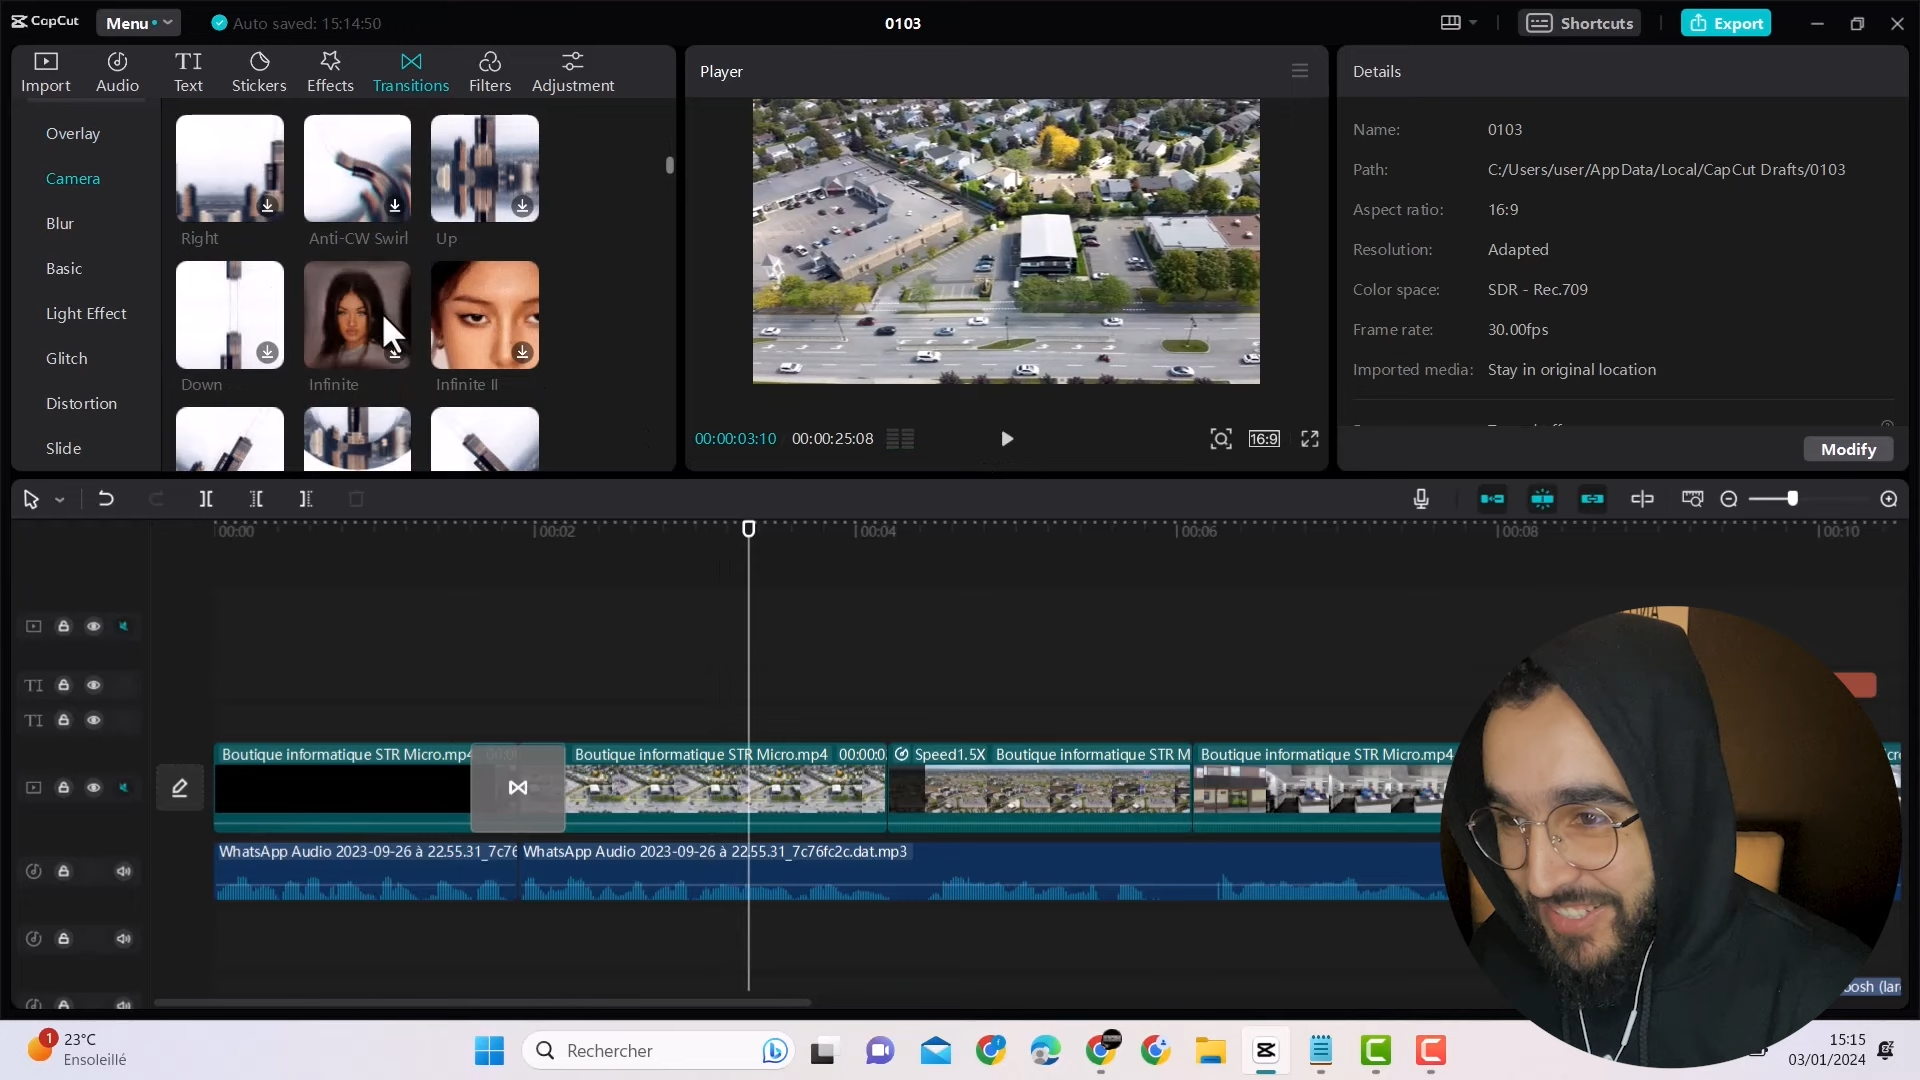 CapCut
Menu
Auto saved: 15:14:50
0103
Shortcuts
Export
Import
Audio
Text
Stickers
Effects
Transitions
Filters
Adjustment
Overlay
Camera
Blur
Basic
Light Effect
Glitch
Distortion
Slide
Right
Anti-CW Swirl
Up
Down
Infinite
Infinite II
Player
00:00:03:10
00:00:25:08
16:9
Details
Name: 0103
Path: C:/Users/user/AppData/Local/CapCut Drafts/0103
Aspect ratio: 16:9
Resolution: Adapted
Color space: SDR - Rec.709
Frame rate: 30.00fps
Imported media: Stay in original location
Modify
00:00
00:02
00:04
00:06
00:08
00:10
TI
TI
Boutique informatique STR Micro.mp4
Boutique informatique STR Micro.mp4 00:00:0
Speed1.5X Boutique informatique STR M
Boutique informatique STR Micro.mp4
WhatsApp Audio 2023-09-26 à 22.55.31_7c76
WhatsApp Audio 2023-09-26 à 22.55.31_7c76fc2c.dat.mp3
1
23°C
Ensoleillé
Rechercher
15:15
03/01/2024